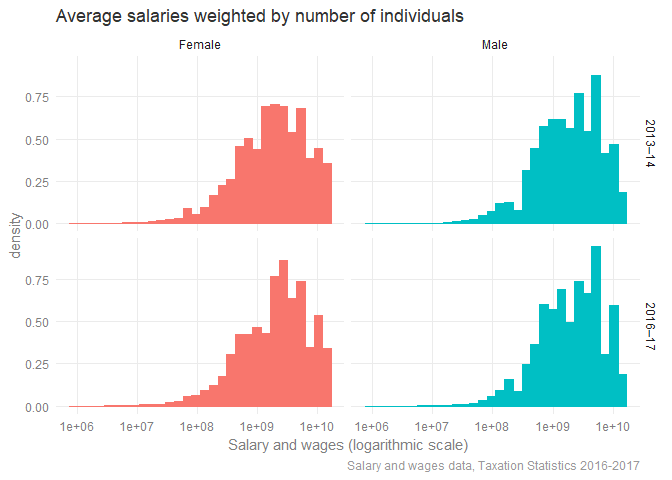 Average salaries weighted by number of individuals
Female
Male
0.75
0.50
0.25
0.00
2013–14
density
0.75
0.50
0.25
0.00
2016–17
1e+06
1e+07
1e+08
1e+09
1e+10
1e+06
1e+07
1e+08
1e+09
1e+10
Salary and wages (logarithmic scale)
Salary and wages data, Taxation Statistics 2016-2017